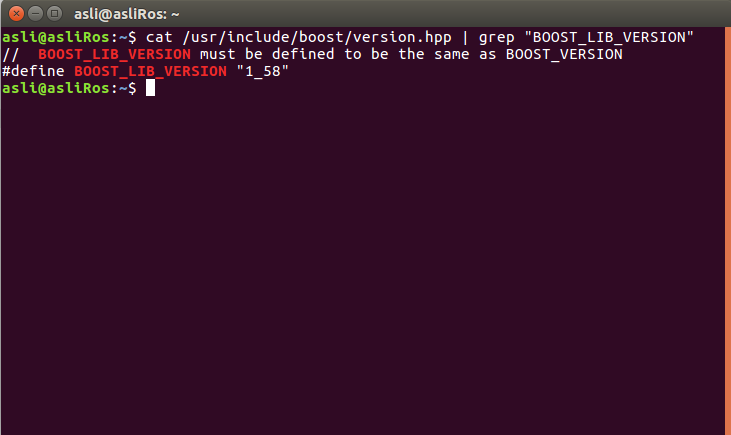 asli@asliRos: ~
asli@asliRos:~$ cat /usr/include/boost/version.hpp | grep "BOOST_LIB_VERSION"
//  BOOST_LIB_VERSION must be defined to be the same as BOOST_VERSION
#define BOOST_LIB_VERSION "1_58"
asli@asliRos:~$